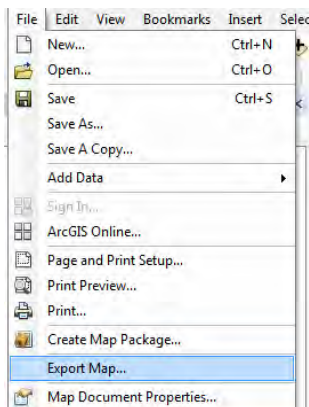 File Edit View Bookmarks Insert Selec
New... Ctrl+N
Open... Ctrl+O
Save Ctrl+S
Save As...
Save A Copy...
Add Data
Sign In...
ArcGIS Online...
Page and Print Setup...
Print Preview...
Print...
Create Map Package...
Export Map...
Map Document Properties...